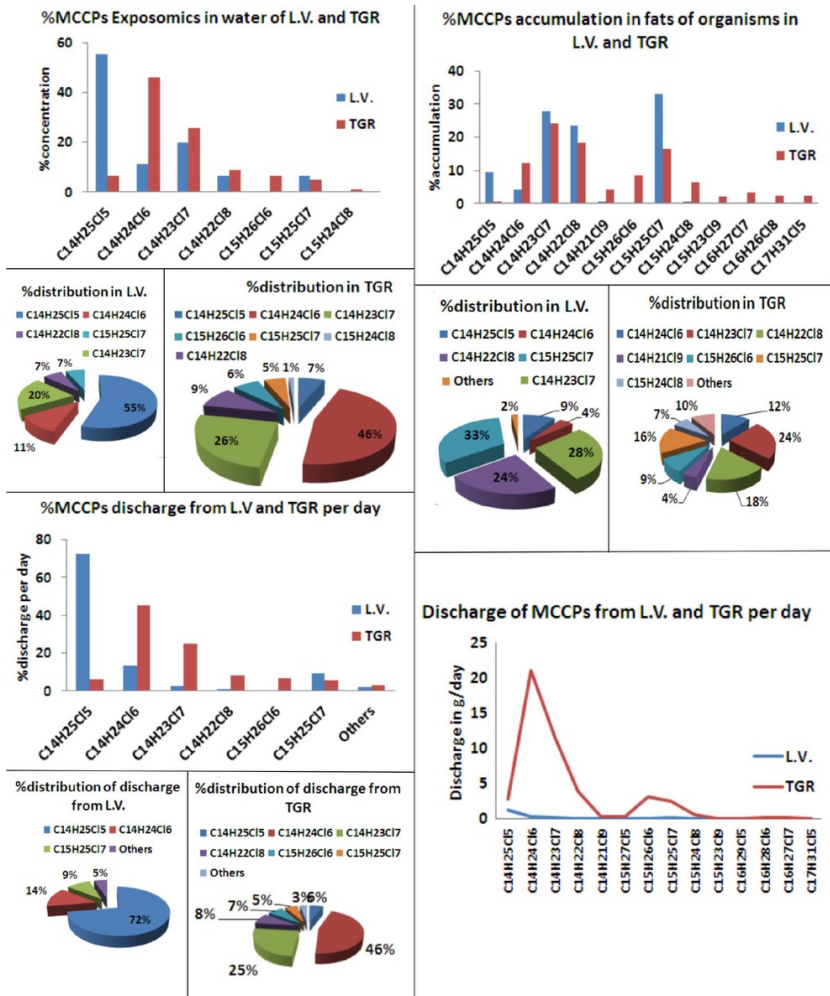 %MCCPs Exposomics in water of L.V. and TGR
%concentration
60
40
20
0
L.V.
TGR
C14H25Cl5
C14H24Cl6
C14H23Cl7
C14H22Cl8
C15H26Cl6
C15H25Cl7
C15H24Cl8
%MCCPs accumulation in fats of organisms in
L.V. and TGR
%accumulation
40
30
20
10
0
L.V.
TGR
C14H25Cl5
C14H24Cl6
C14H23Cl7
C14H22Cl8
C14H21Cl9
C15H26Cl6
C15H25Cl7
C15H24Cl8
C15H23Cl9
C16H27Cl7
C16H26Cl8
C17H31Cl5
%distribution in L.V.
C14H25Cl5 C14H24Cl6
C14H22Cl8 C15H25Cl7
C14H23Cl7
7% 7%
20%
55%
11%
%distribution in TGR
C14H25Cl5 C14H24Cl6 C14H23Cl7
C15H26Cl6 C15H25Cl7 C15H24Cl8
C14H22Cl8
5% 1% 7%
6%
9%
26%
46%
%distribution in L.V.
C14H25Cl5 C14H24Cl6
C14H22Cl8 C15H25Cl7
Others C14H23Cl7
2% 9%
4%
33%
28%
24%
%distribution in TGR
C14H24Cl6 C14H23Cl7 C14H22Cl8
C14H21Cl9 C15H26Cl6 C15H25Cl7
C15H24Cl8 Others
10% 12%
7%
16% 24%
9%
4% 18%
%MCCPs discharge from L.V and TGR per day
%discharge per day
80
60
40
20
0
L.V.
TGR
C14H25Cl5
C14H24Cl6
C14H23Cl7
C14H22Cl8
C15H26Cl6
C15H25Cl7
Others
Discharge of MCCPs from L.V. and TGR per day
Discharge in g/day
25
20
15
10
5
0
L.V.
TGR
C14H25Cl5
C14H24Cl6
C14H23Cl7
C14H22Cl8
C14H21Cl9
C15H27Cl5
C15H26Cl6
C15H25Cl7
C15H24Cl8
C15H23Cl9
C16H29Cl5
C16H28Cl6
C16H27Cl7
C17H31Cl5
%distribution of discharge
from L.V.
C14H25Cl5 C14H24Cl6
C15H25Cl7 Others
9% 5%
14%
72%
%distribution of discharge from
TGR
C14H25Cl5 C14H24Cl6 C14H23Cl7
C14H22Cl8 C15H26Cl6 C15H25Cl7
Others
7% 5% 3% 6%
8%
25% 46%